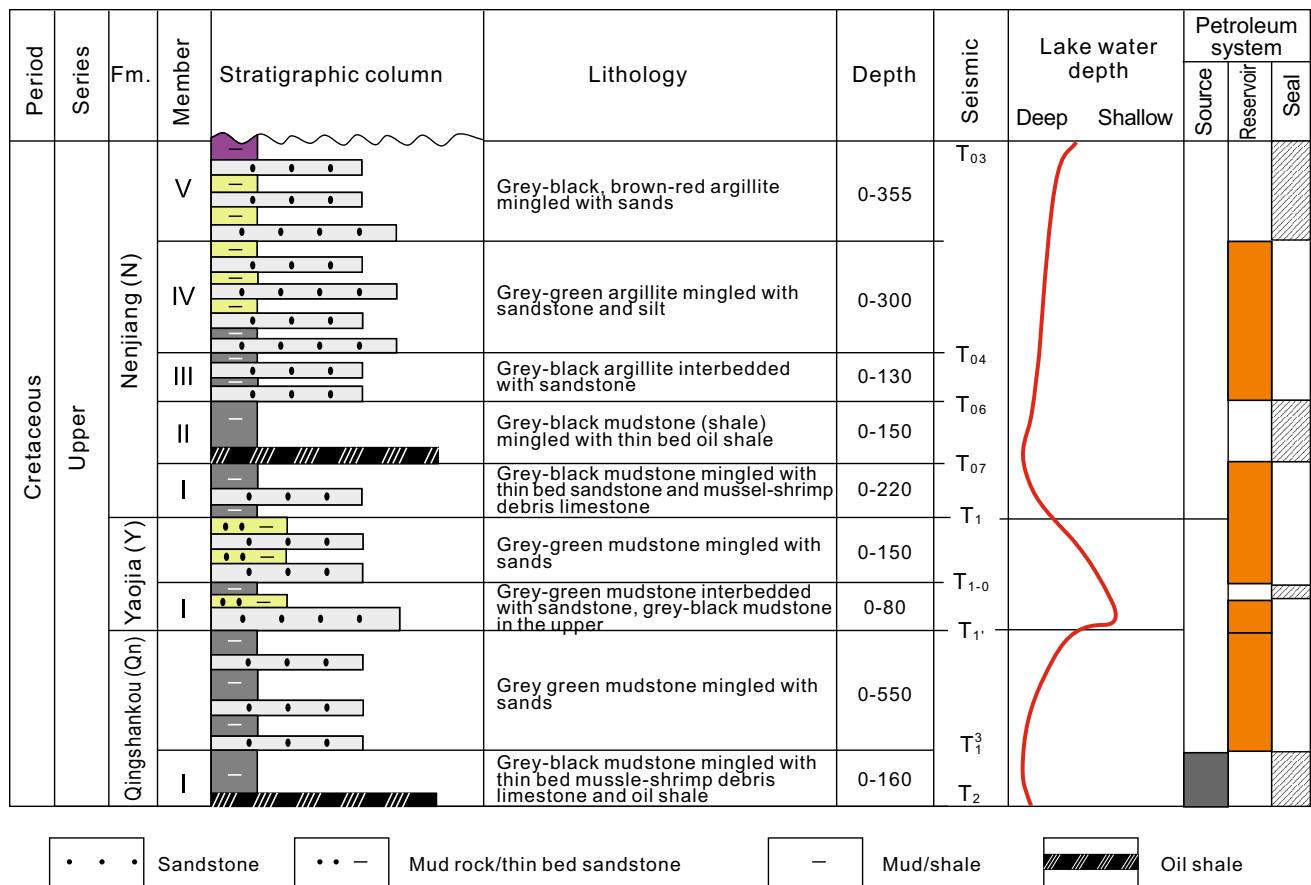 Period
Series
Fm.
Member
Stratigraphic column
Lithology
Depth
Seismic
Lake water
depth
Deep Shallow
Petroleum
system
Source
Reservoir
Seal
Cretaceous
Upper
Nenjiang (N)
V
Grey-black, brown-red argillite
mingled with sands
0-355
T03
IV
Grey-green argillite mingled with
sandstone and silt
0-300
T04
III
Grey-black argillite interbedded
with sandstone
0-130
T06
II
Grey-black mudstone (shale)
mingled with thin bed oil shale
0-150
T07
I
Grey-black mudstone mingled with
thin bed sandstone and mussel-shrimp
debris limestone
0-220
T1
Yaojia (Y)
Grey-green mudstone mingled with
sands
0-150
T1-0
I
Grey-green mudstone interbedded
with sandstone, grey-black mudstone
in the upper
0-80
T1'
Qingshankou (Qn)
Grey green mudstone mingled with
sands
0-550
T1^3
I
Grey-black mudstone mingled with
thin bed mussle-shrimp debris
limestone and oil shale
0-160
T2
Sandstone
Mud rock/thin bed sandstone
Mud/shale
Oil shale